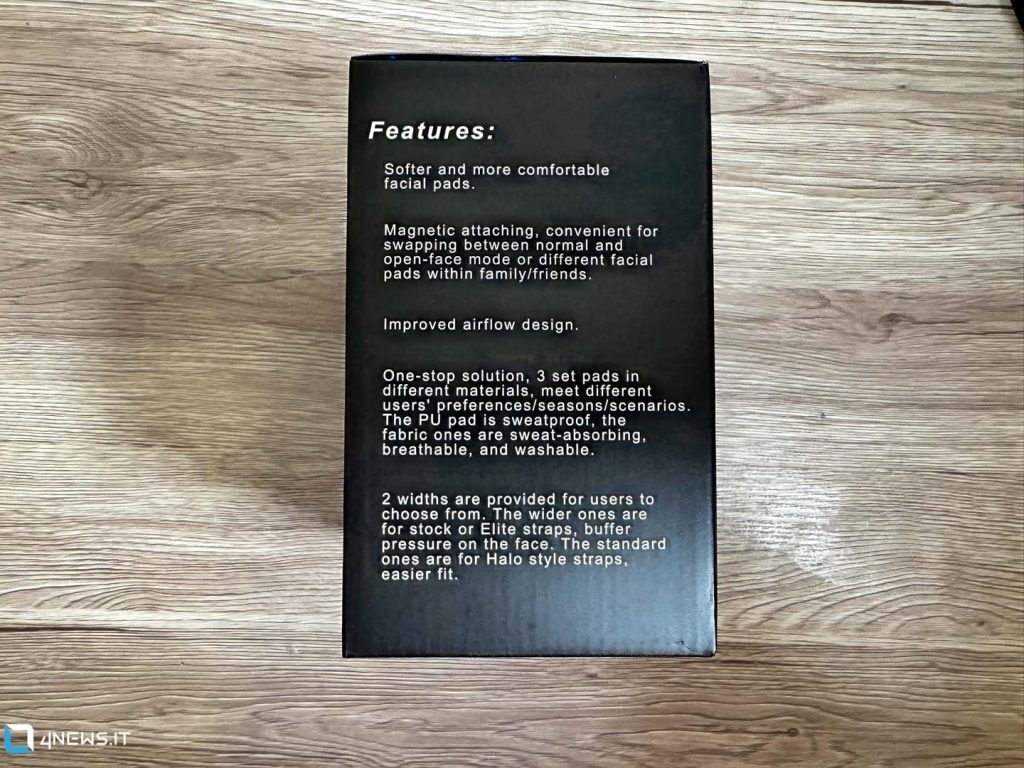 Features:
Softer and more comfortable
facial pads.
Magnetic attaching, convenient for
swapping between normal and
open-face mode or different facial
pads within family/friends.
Improved airflow design.
One-stop solution, 3 set pads in
different materials, meet different
users' preferences/seasons/scenarios.
The PU pad is sweatproof, the
fabric ones are sweat-absorbing,
breathable, and washable.
2 widths are provided for users to
choose from. The wider ones are
for stock or Elite straps, buffer
pressure on the face. The standard
ones are for Halo style straps,
easier fit.
4NEWS.IT